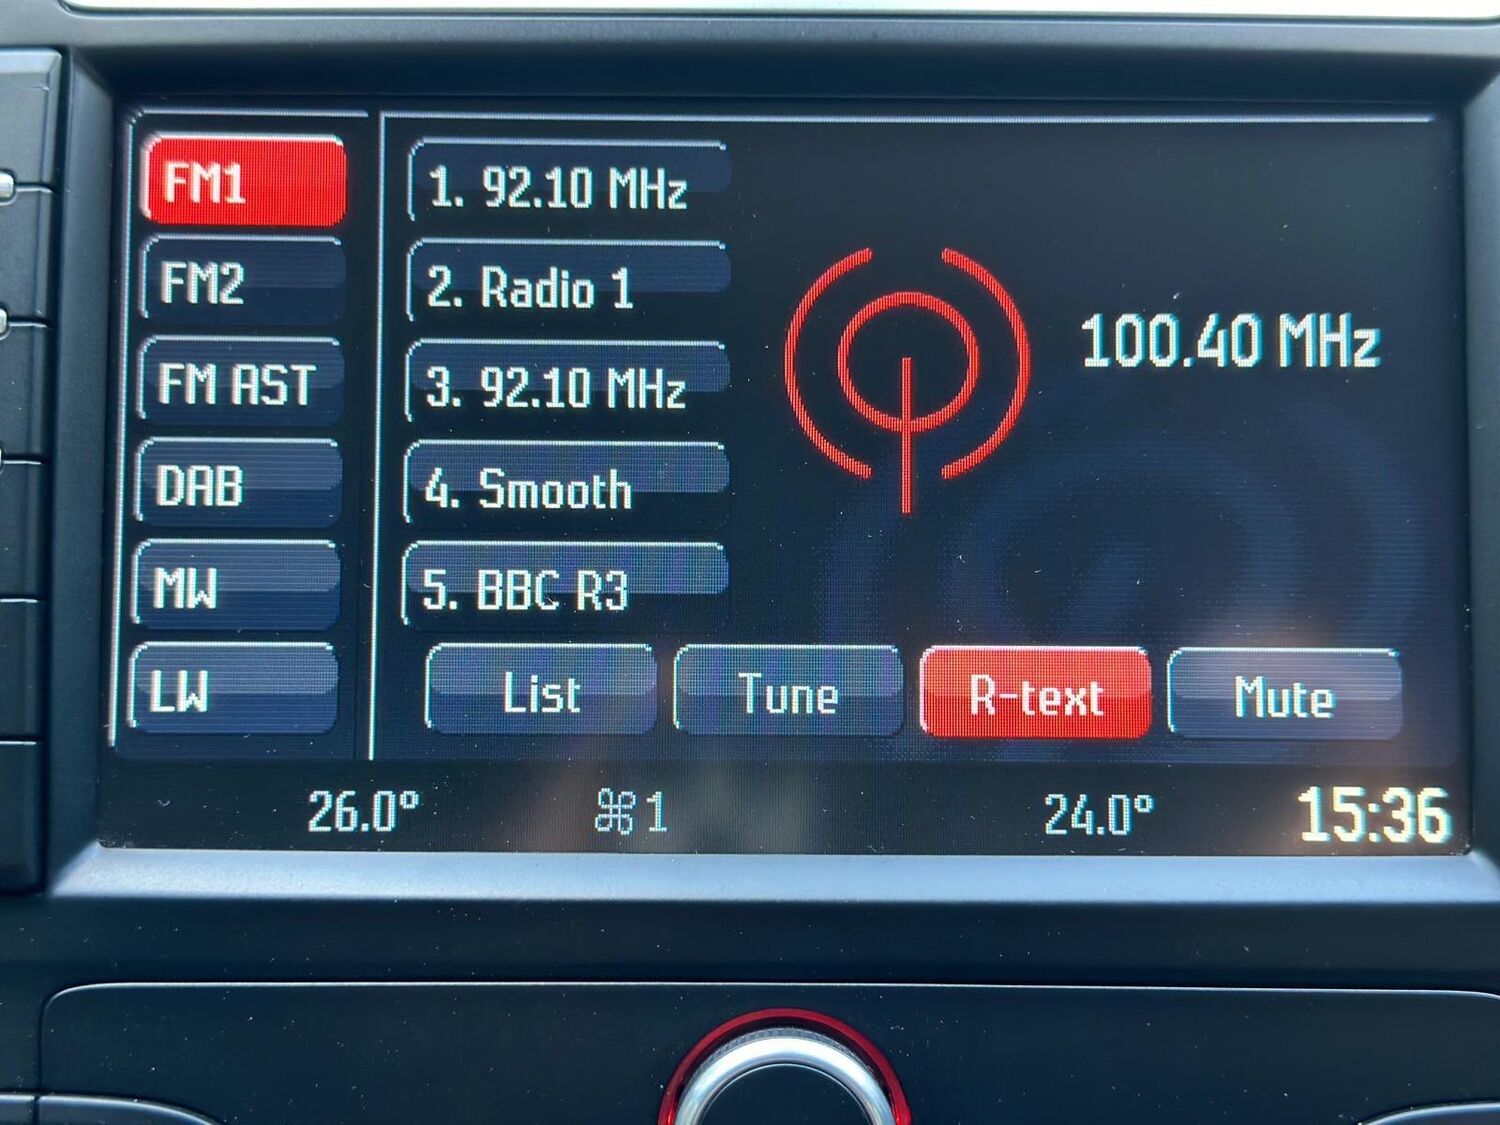 FM1
FM2
FM AST
DAB
MW
LW
1. 92.10 MHz
2. Radio 1
3. 92.10 MHz
4. Smooth
5. BBC R3
100.40 MHz
List
Tune
R-text
Mute
26.0°
⌘1
24.0°
15:36